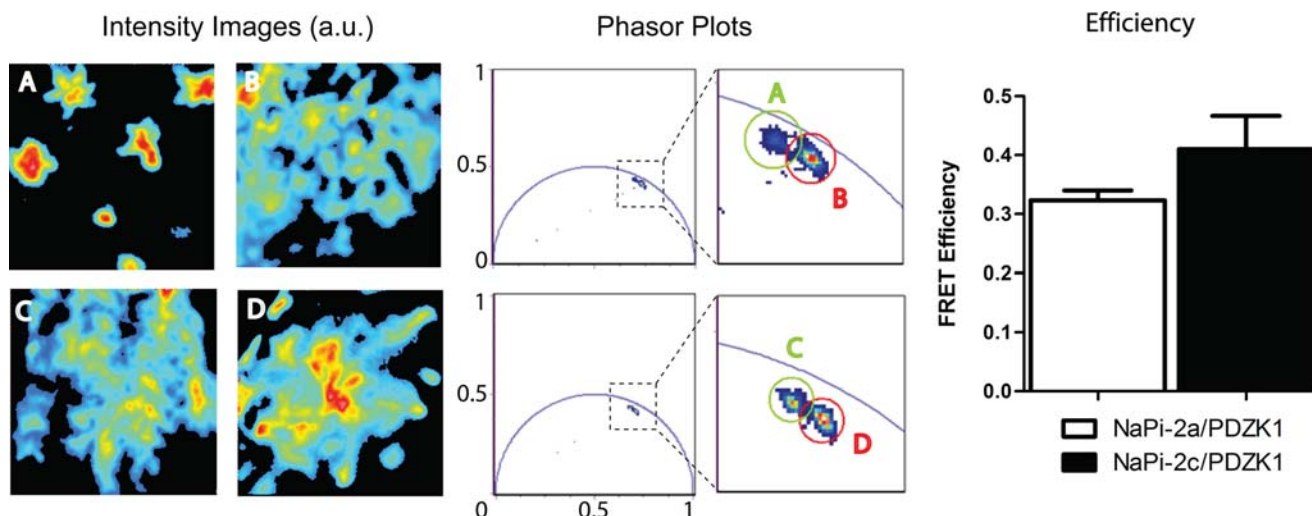 Intensity Images (a.u.)
Phasor Plots
Efficiency
A
B
C
D
1
0.5
0
A
B
1
0.5
0
0.5
1
C
D
FRET Efficiency
0.5
0.4
0.3
0.2
0.1
0.0
NaPi-2a/PDZK1
NaPi-2c/PDZK1